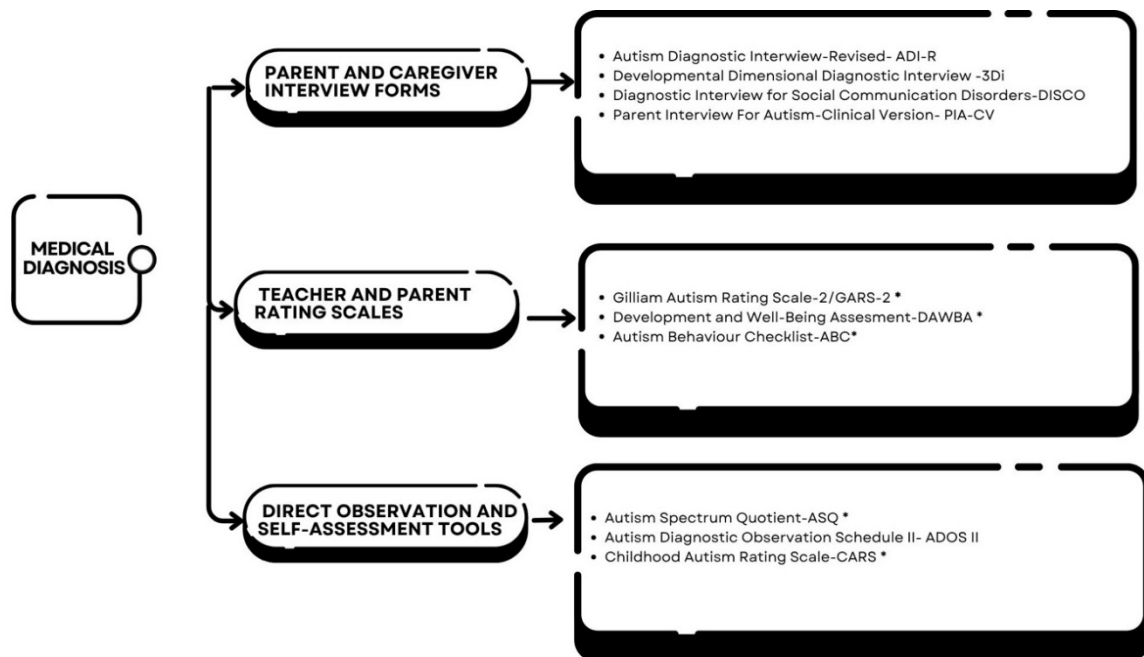 MEDICAL
DIAGNOSIS
PARENT AND CAREGIVER
INTERVIEW FORMS
• Autism Diagnostic Interwiew-Revised- ADI-R
• Developmental Dimensional Diagnostic Interview -3Di
• Diagnostic Interview for Social Communication Disorders-DISCO
• Parent Interview For Autism-Clinical Version- PIA-CV
TEACHER AND PARENT
RATING SCALES
• Gilliam Autism Rating Scale-2/GARS-2 *
• Development and Well-Being Assesment-DAWBA *
• Autism Behaviour Checklist-ABC*
DIRECT OBSERVATION AND
SELF-ASSESSMENT TOOLS
• Autism Spectrum Quotient-ASQ *
• Autism Diagnostic Observation Schedule II- ADOS II
• Childhood Autism Rating Scale-CARS *